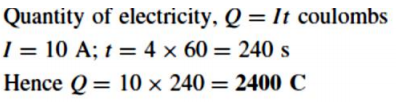 Quantity of electricity, Q = It coulombs
I = 10 A; t = 4 × 60 = 240 s
Hence Q = 10 × 240 = 2400 C